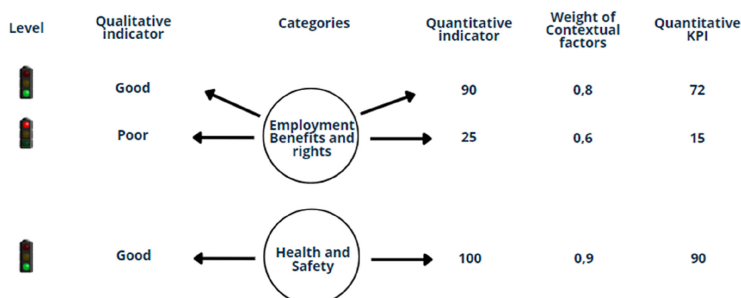 Level
Qualitative
indicator
Categories
Quantitative
indicator
Weight of
Contextual
factors
Quantitative
KPI
Good
90
0,8
72
Employment
Benefits and
rights
Poor
25
0,6
15
Good
Health and
Safety
100
0,9
90